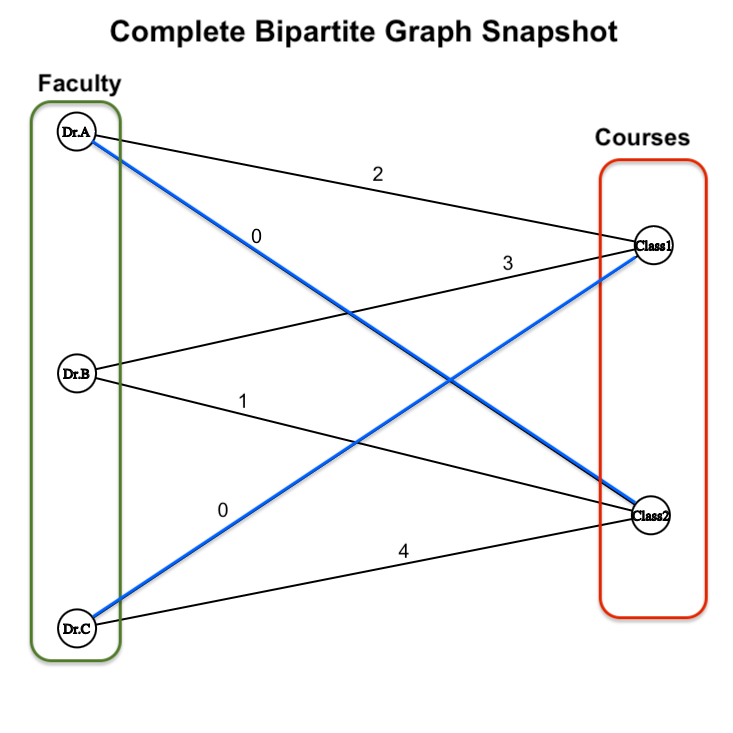 Complete Bipartite Graph Snapshot
Faculty
Dr.A
Courses
2
0
Class1
3
Dr.B
1
0
Class2
4
Dr.C